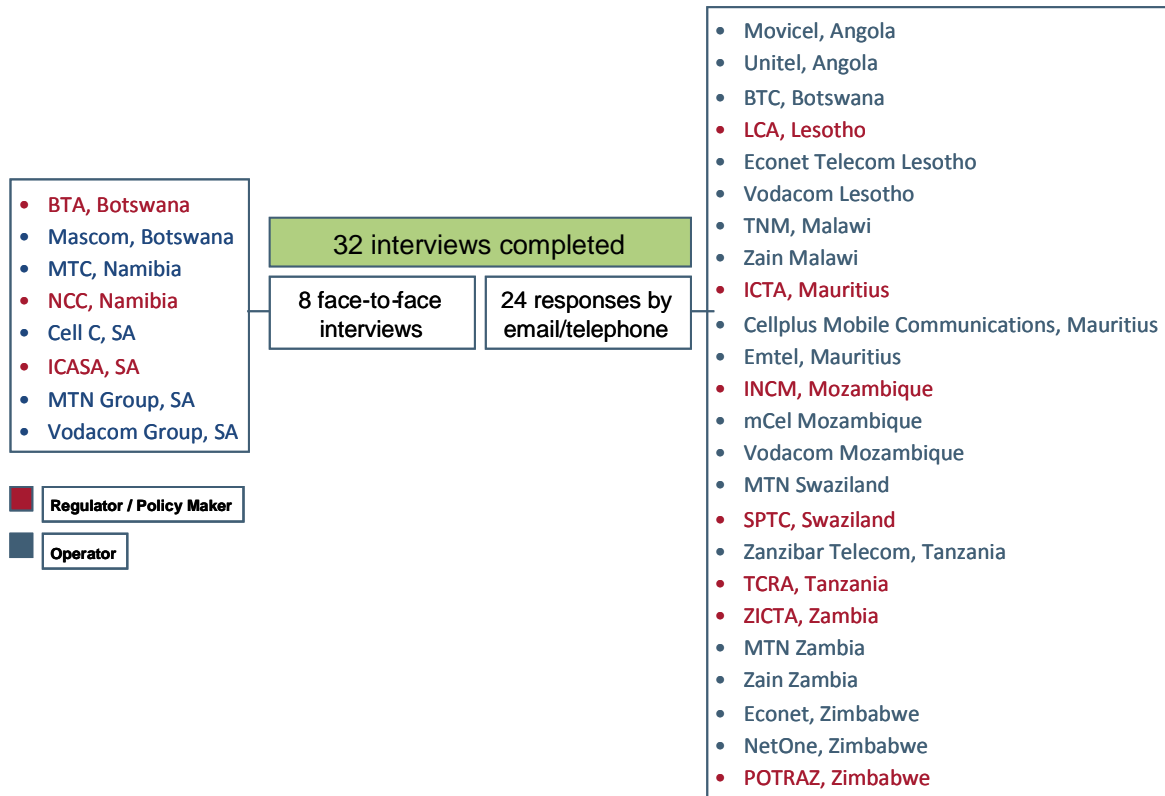 • BTA, Botswana
• Mascom, Botswana
• MTC, Namibia
• NCC, Namibia
• Cell C, SA
• ICASA, SA
• MTN Group, SA
• Vodacom Group, SA
Regulator / Policy Maker
Operator
32 interviews completed
8 face-to-face
interviews
24 responses by
email/telephone
• Movicel, Angola
• Unitel, Angola
• BTC, Botswana
• LCA, Lesotho
• Econet Telecom Lesotho
• Vodacom Lesotho
• TNM, Malawi
• Zain Malawi
• ICTA, Mauritius
• Cellplus Mobile Communications, Mauritius
• Emtel, Mauritius
• INCM, Mozambique
• mCel Mozambique
• Vodacom Mozambique
• MTN Swaziland
• SPTC, Swaziland
• Zanzibar Telecom, Tanzania
• TCRA, Tanzania
• ZICTA, Zambia
• MTN Zambia
• Zain Zambia
• Econet, Zimbabwe
• NetOne, Zimbabwe
• POTRAZ, Zimbabwe